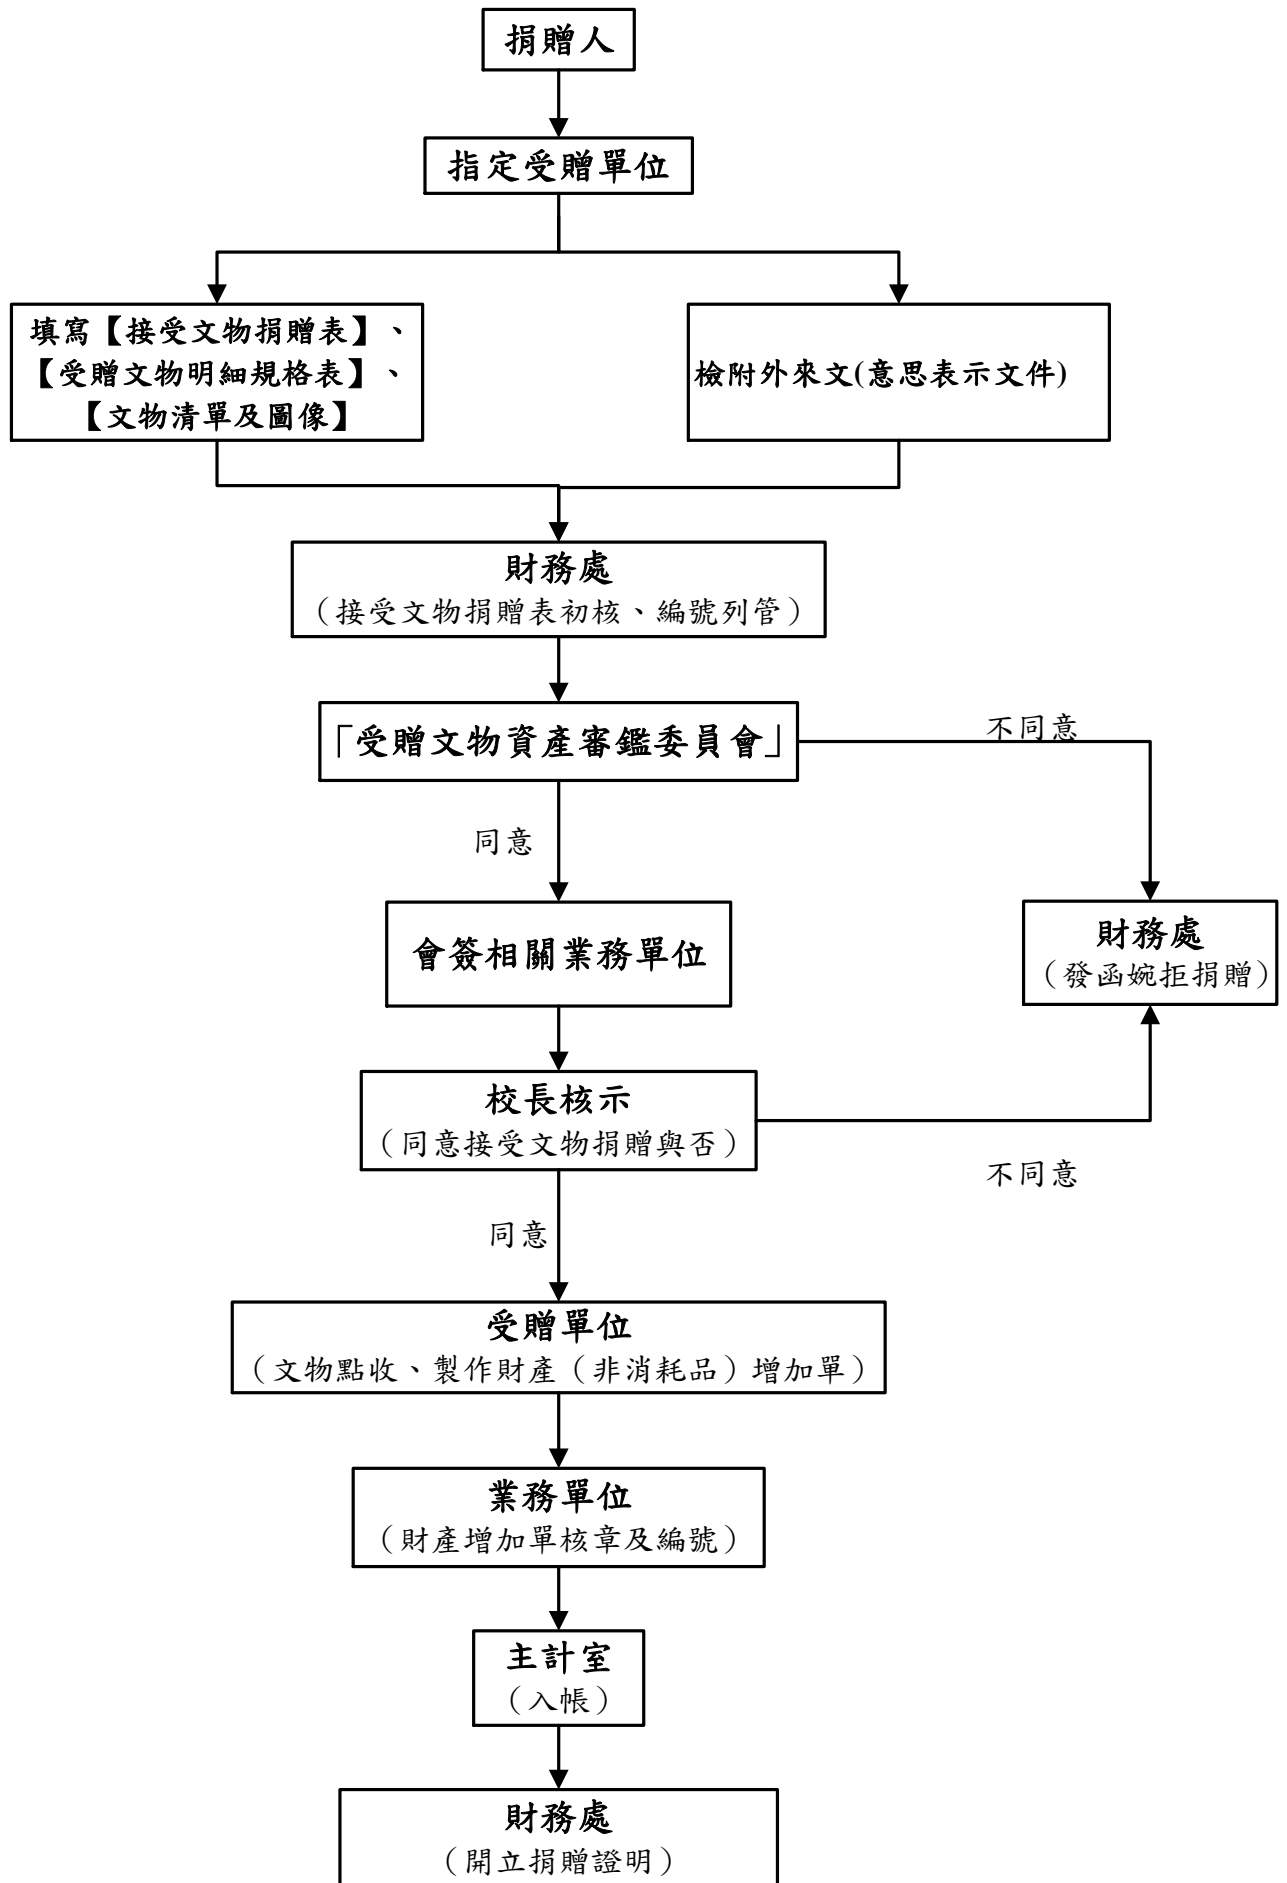 捐贈人
指定受贈單位
填寫【接受文物捐贈表】、
【受贈文物明細規格表】、
【文物清單及圖像】
檢附外來文(意思表示文件)
財務處
（接受文物捐贈表初核、編號列管）
「受贈文物資產審鑑委員會」
不同意
同意
會簽相關業務單位
財務處
（發函婉拒捐贈）
校長核示
（同意接受文物捐贈與否）
不同意
同意
受贈單位
（文物點收、製作財產（非消耗品）增加單）
業務單位
（財產增加單核章及編號）
主計室
（入帳）
財務處
（開立捐贈證明）